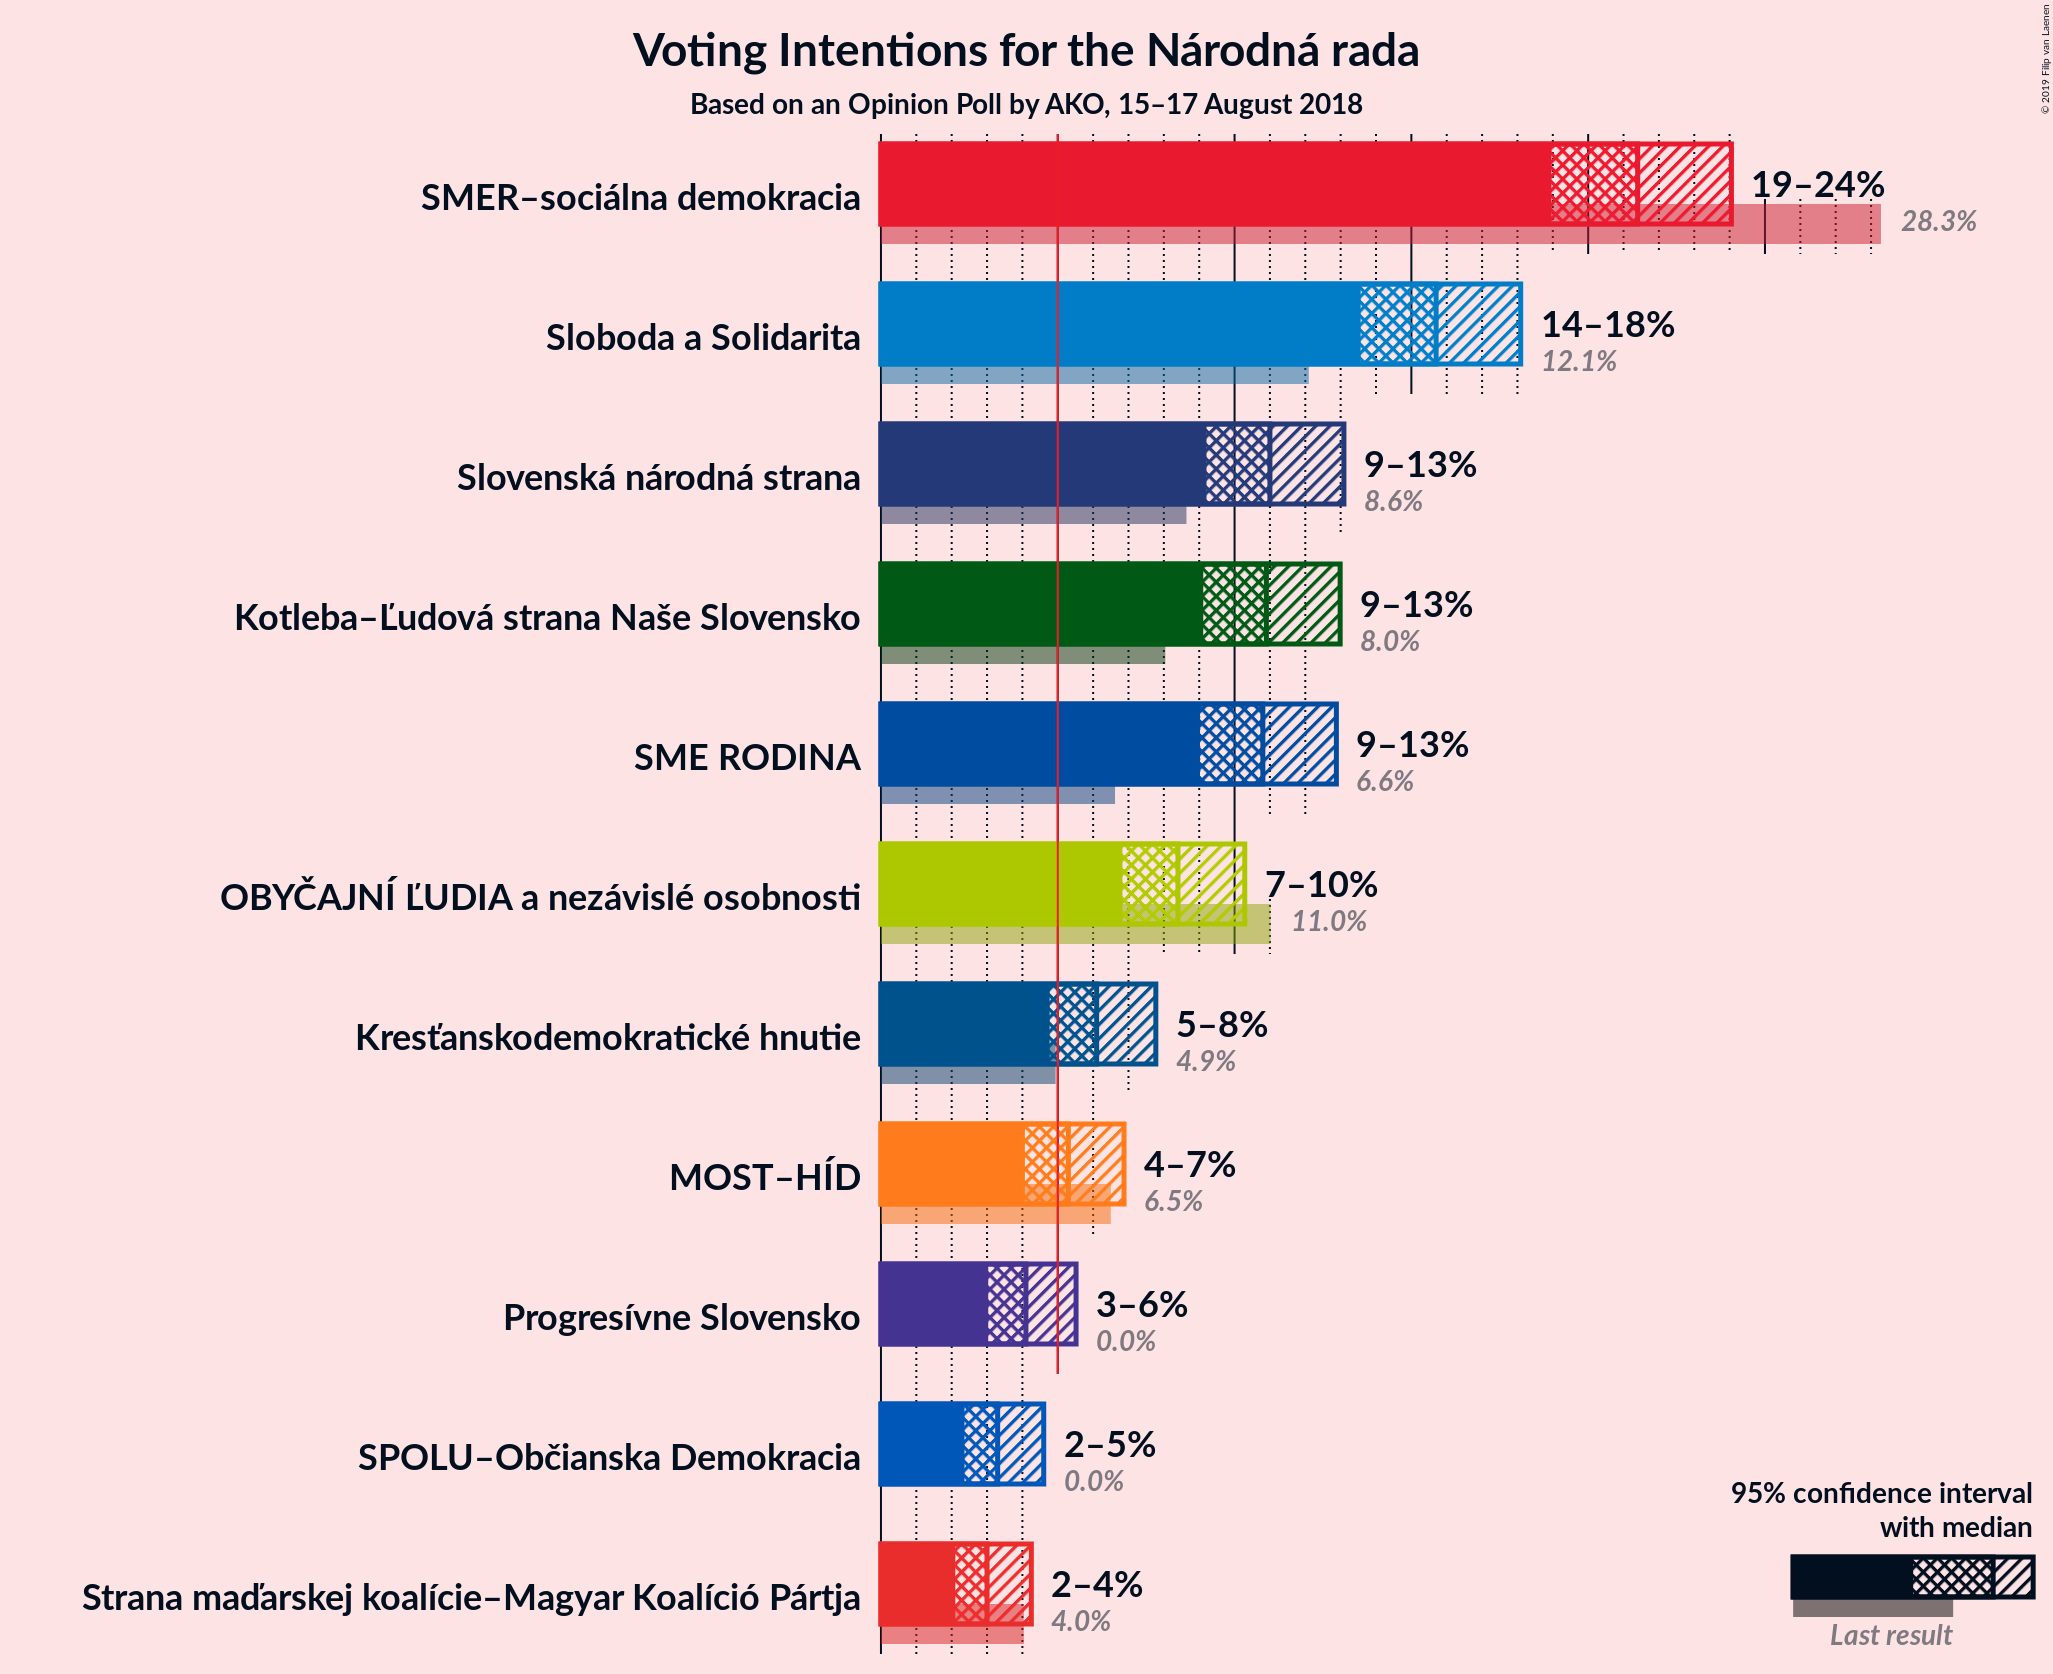 Voting Intentions for the Národná rada
Based on an Opinion Poll by AKO, 15–17 August 2018
© 2019 Filip van Laenen
SMER–sociálna demokracia
19–24%
28.3%
Sloboda a Solidarita
14–18%
12.1%
Slovenská národná strana
9–13%
8.6%
Kotleba–Ľudová strana Naše Slovensko
9–13%
8.0%
SME RODINA
9–13%
6.6%
OBYČAJNÍ ĽUDIA a nezávislé osobnosti
7–10%
11.0%
Kresťanskodemokratické hnutie
5–8%
4.9%
MOST–HÍD
4–7%
6.5%
Progresívne Slovensko
3–6%
0.0%
SPOLU–Občianska Demokracia
2–5%
0.0%
Strana maďarskej koalície–Magyar Koalíció Pártja
2–4%
4.0%
95% confidence interval
with median
Last result